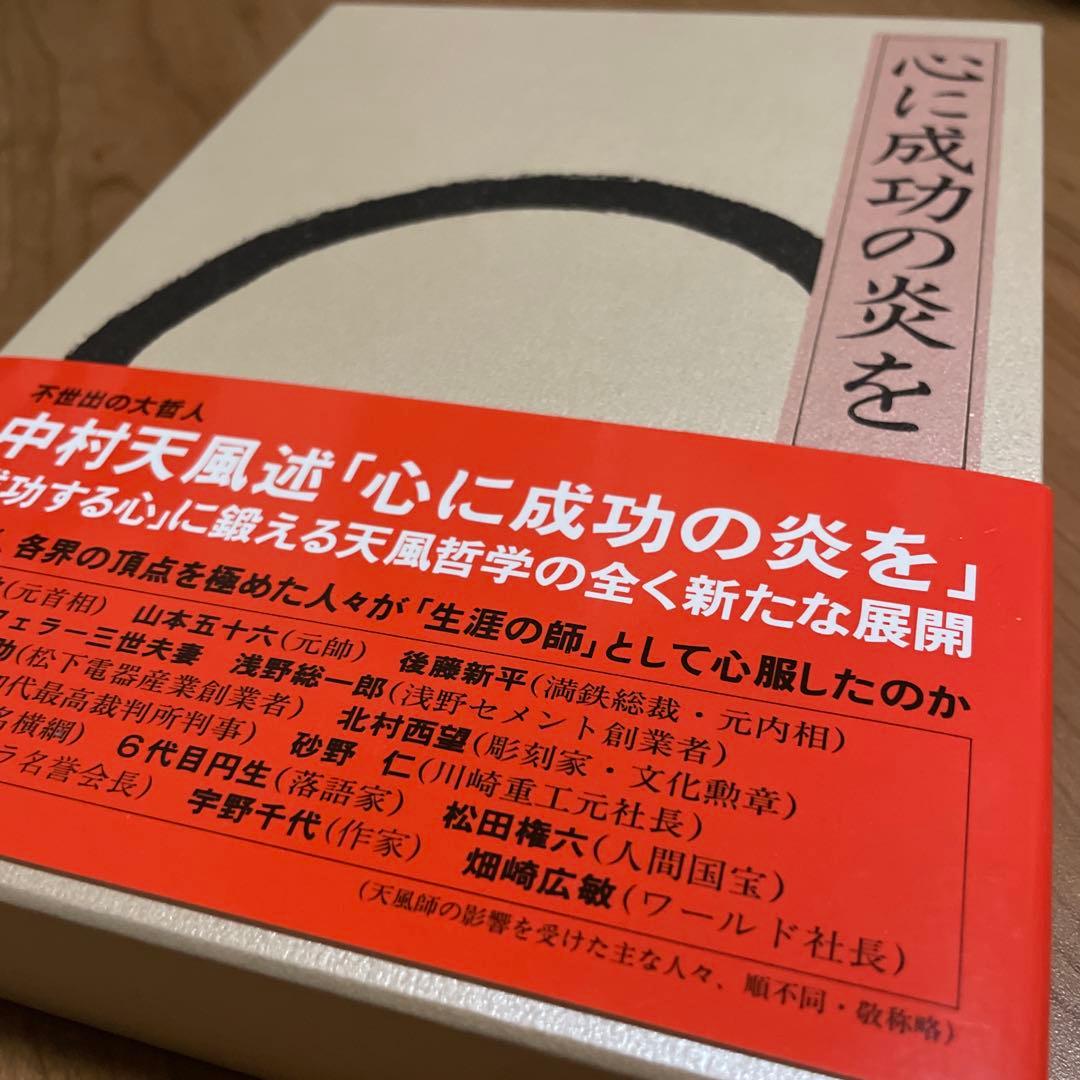 心に成功の炎を
不世出の大哲人
中村天風述「心に成功の炎を」
功する心」に鍛える天風哲学の全く新たな展開
各界の頂点を極めた人々が「生涯の師」として心服したのか
(元首相) 山本五十六(元帥) 後藤新平(満鉄総裁・元内相)
フェラー三世夫妻 浅野総一郎(浅野セメント創業者)
(松下電器産業創業者) 北村西望(彫刻家・文化勲章)
代最高裁判所判事) 砂野 仁(川崎重工元社長)
名横綱) 6代目円生(落語家) 松田権六(人間国宝)
ラ名誉会長) 宇野千代(作家) 畑崎広敏(ワールド社長)
(天風師の影響を受けた主な人々、順不同・敬称略)